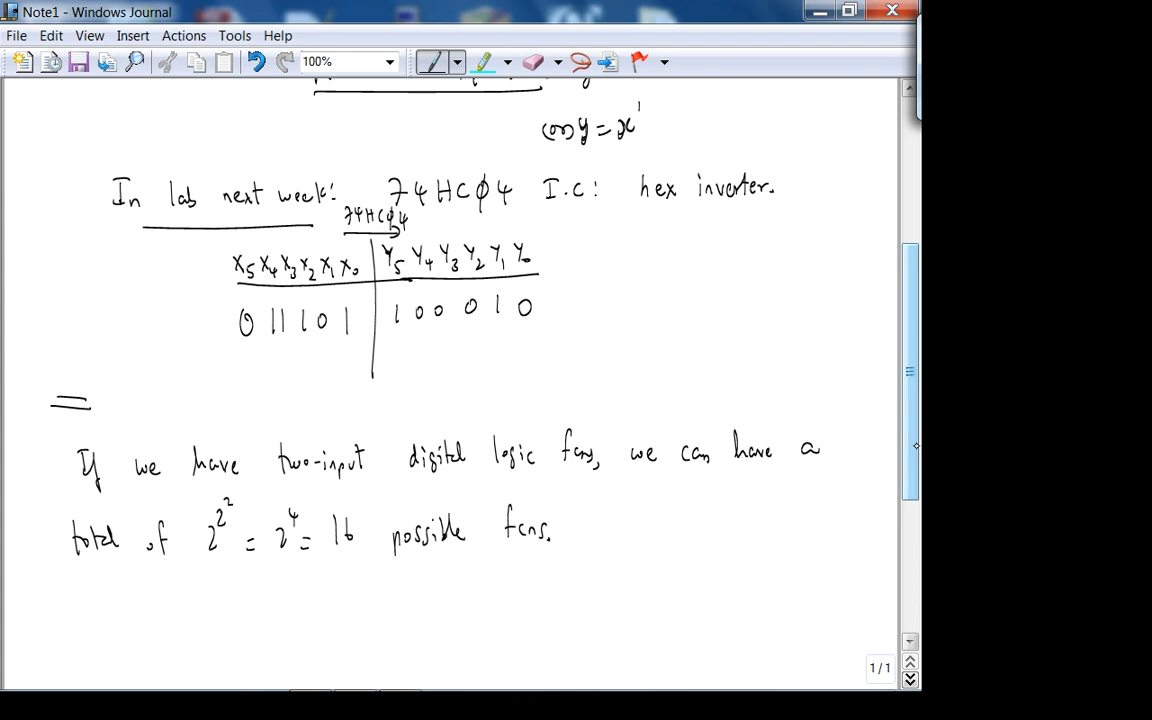 Note1 - Windows Journal
File Edit View Insert Actions Tools Help
100%
(or) y = x'
In lab next week: 74HCΦ4 I.C: hex inverter.
74HCΦ4
X5 X4 X3 X2 X1 X0 Y5 Y4 Y3 Y2 Y1 Y0
0 1 1 1 0 1 1 0 0 0 1 0
If we have two-input digital logic fcns, we can have a
total of 2^2^2 = 2^4 = 16 possible fcns.
1 / 1